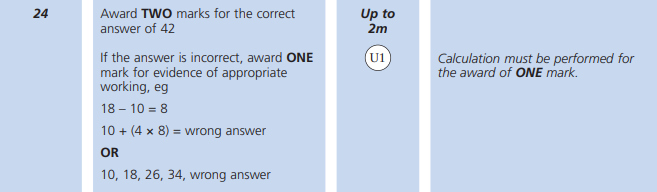 24
Award TWO marks for the correct
answer of 42
If the answer is incorrect, award ONE
mark for evidence of appropriate
working, eg
18 – 10 = 8
10 + (4 × 8) = wrong answer
OR
10, 18, 26, 34, wrong answer
Up to
2m
U1
Calculation must be performed for
the award of ONE mark.